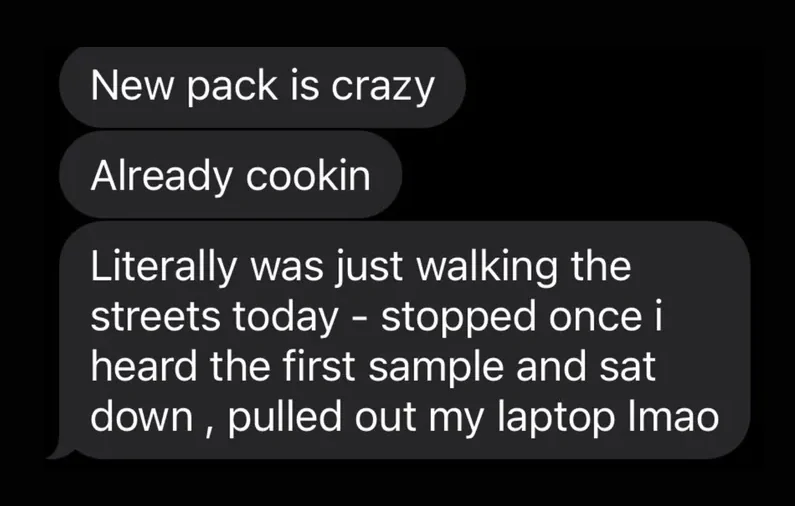 New pack is crazy
Already cookin
Literally was just walking the
streets today - stopped once i
heard the first sample and sat
down , pulled out my laptop lmao